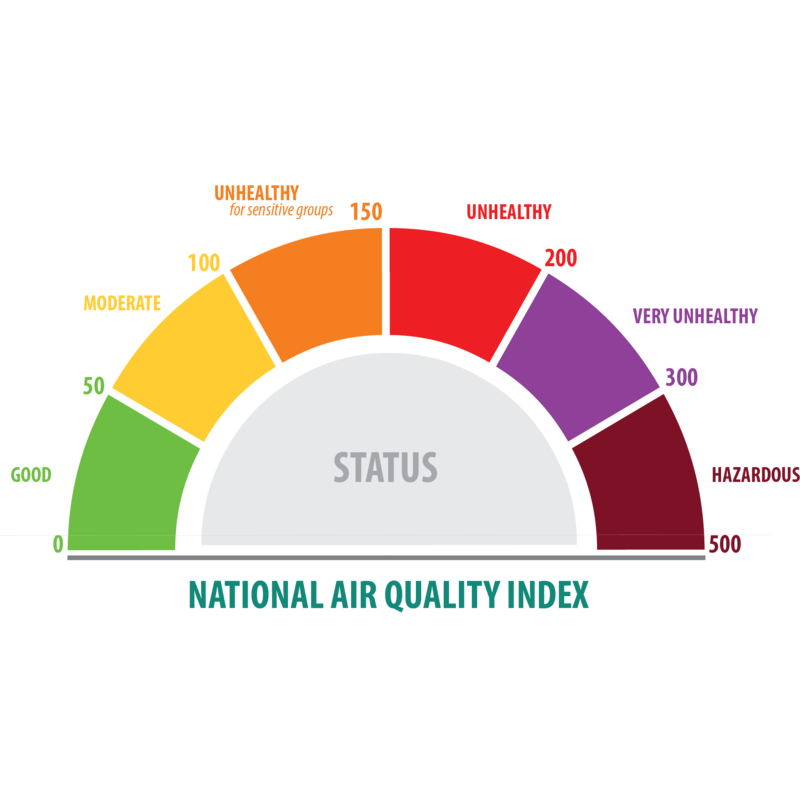 UNHEALTHY
for sensitive groups
150
UNHEALTHY
100
200
MODERATE
VERY UNHEALTHY
50
300
GOOD
STATUS
HAZARDOUS
0
500
NATIONAL AIR QUALITY INDEX